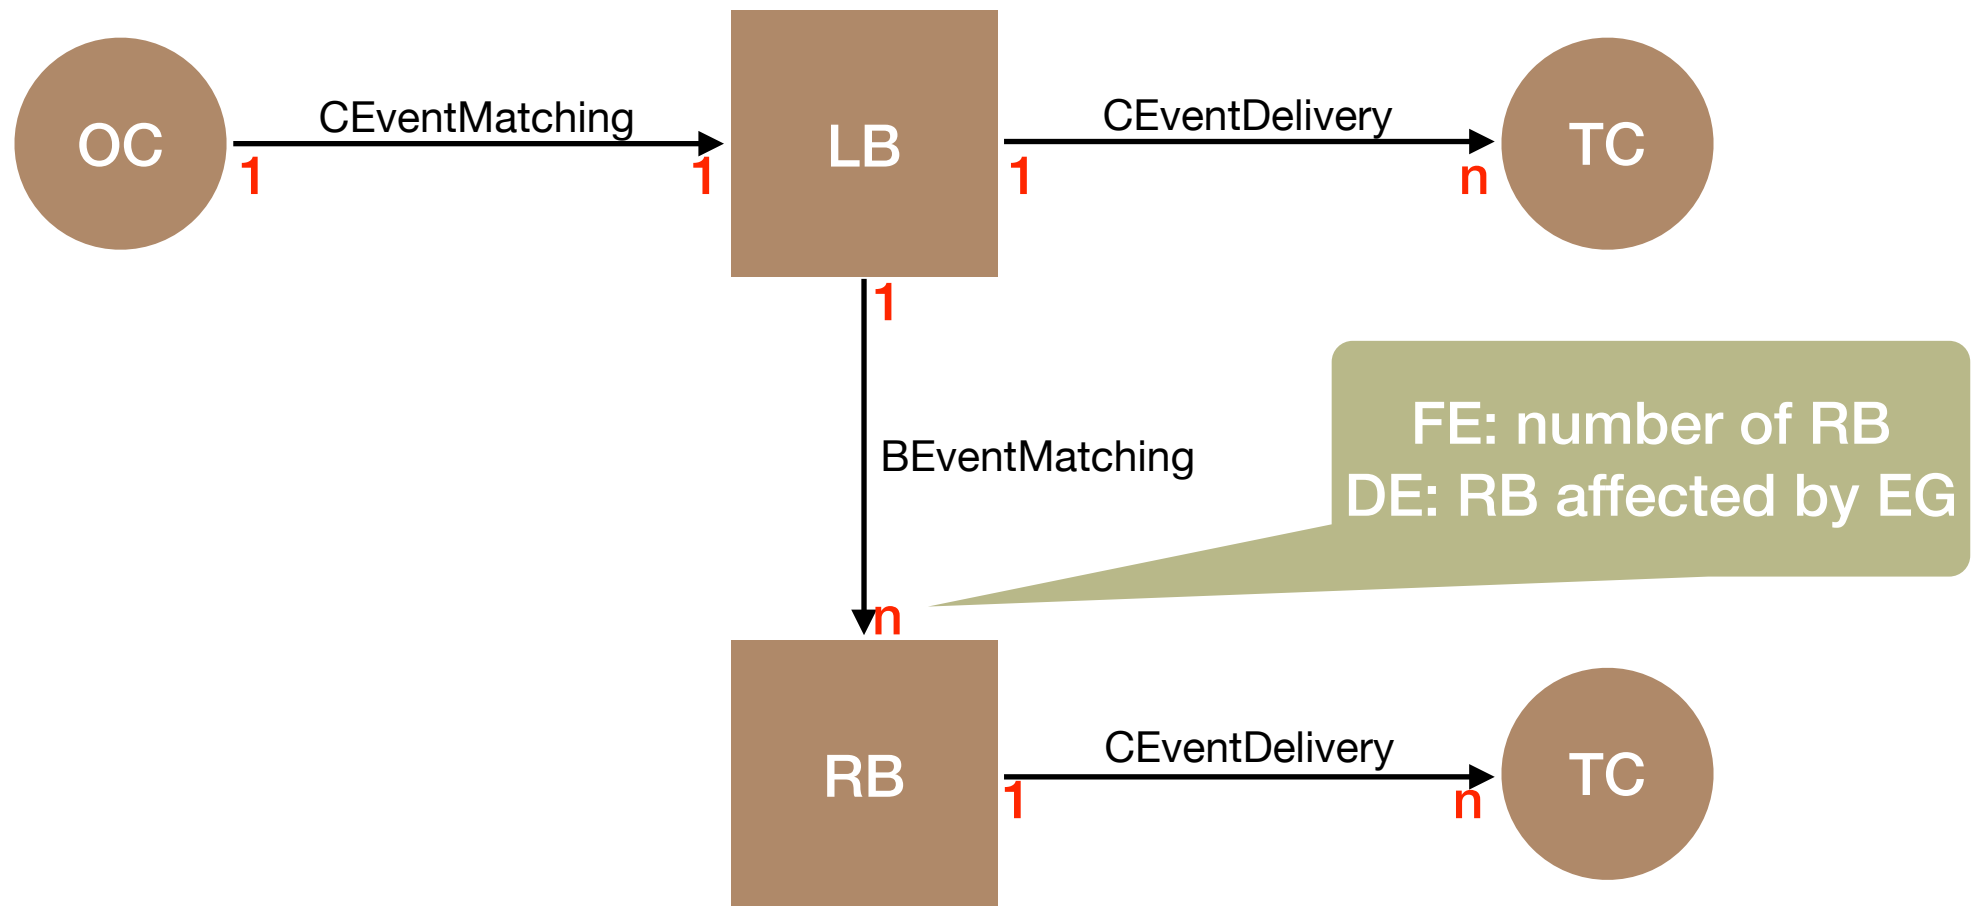 OC
CEventMatching
1
1
LB
CEventDelivery
1
n
TC
1
BEventMatching
n
FE: number of RB
DE: RB affected by EG
RB
CEventDelivery
1
n
TC